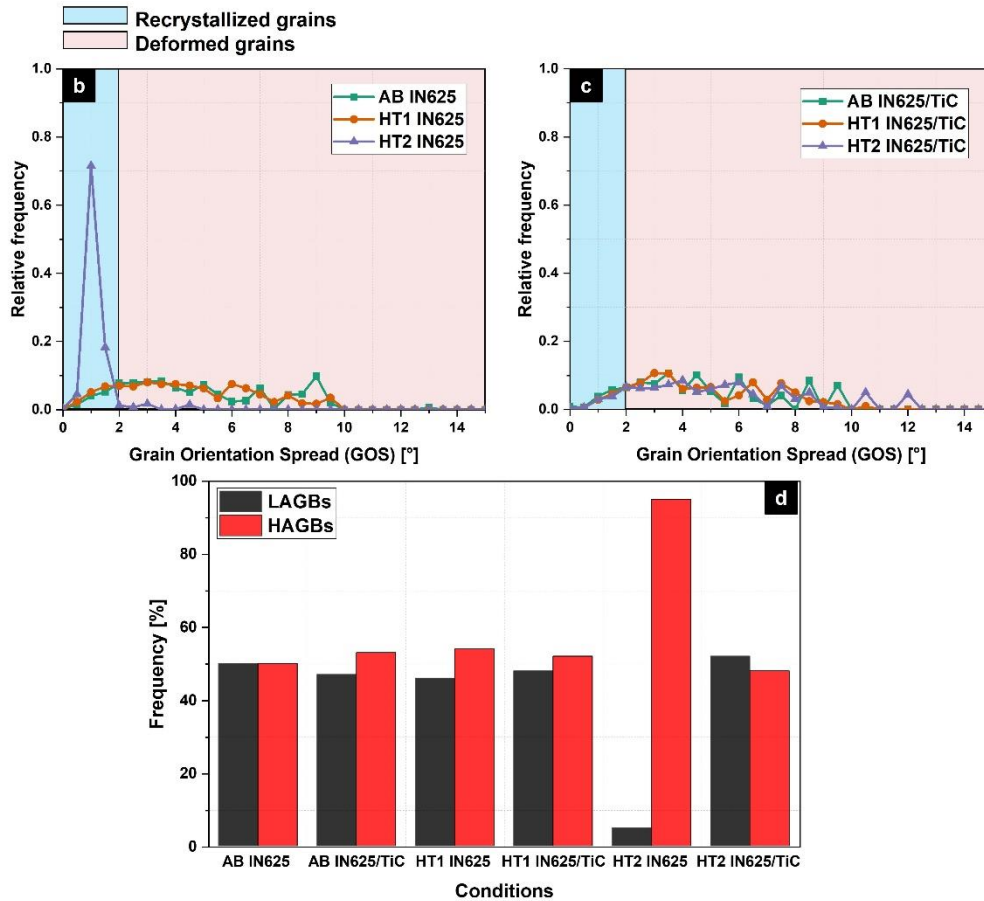 Recrystallized grains
Deformed grains
b
AB IN625
HT1 IN625
HT2 IN625
1.0
0.8
0.6
0.4
0.2
0.0
Relative frequency
0 2 4 6 8 10 12 14
Grain Orientation Spread (GOS) [°]
c
AB IN625/TiC
HT1 IN625/TiC
HT2 IN625/TiC
1.0
0.8
0.6
0.4
0.2
0.0
Relative frequency
0 2 4 6 8 10 12 14
Grain Orientation Spread (GOS) [°]
d
LAGBs
HAGBs
100
80
60
40
20
0
Frequency [%]
AB IN625 AB IN625/TiC HT1 IN625 HT1 IN625/TiC HT2 IN625 HT2 IN625/TiC
Conditions